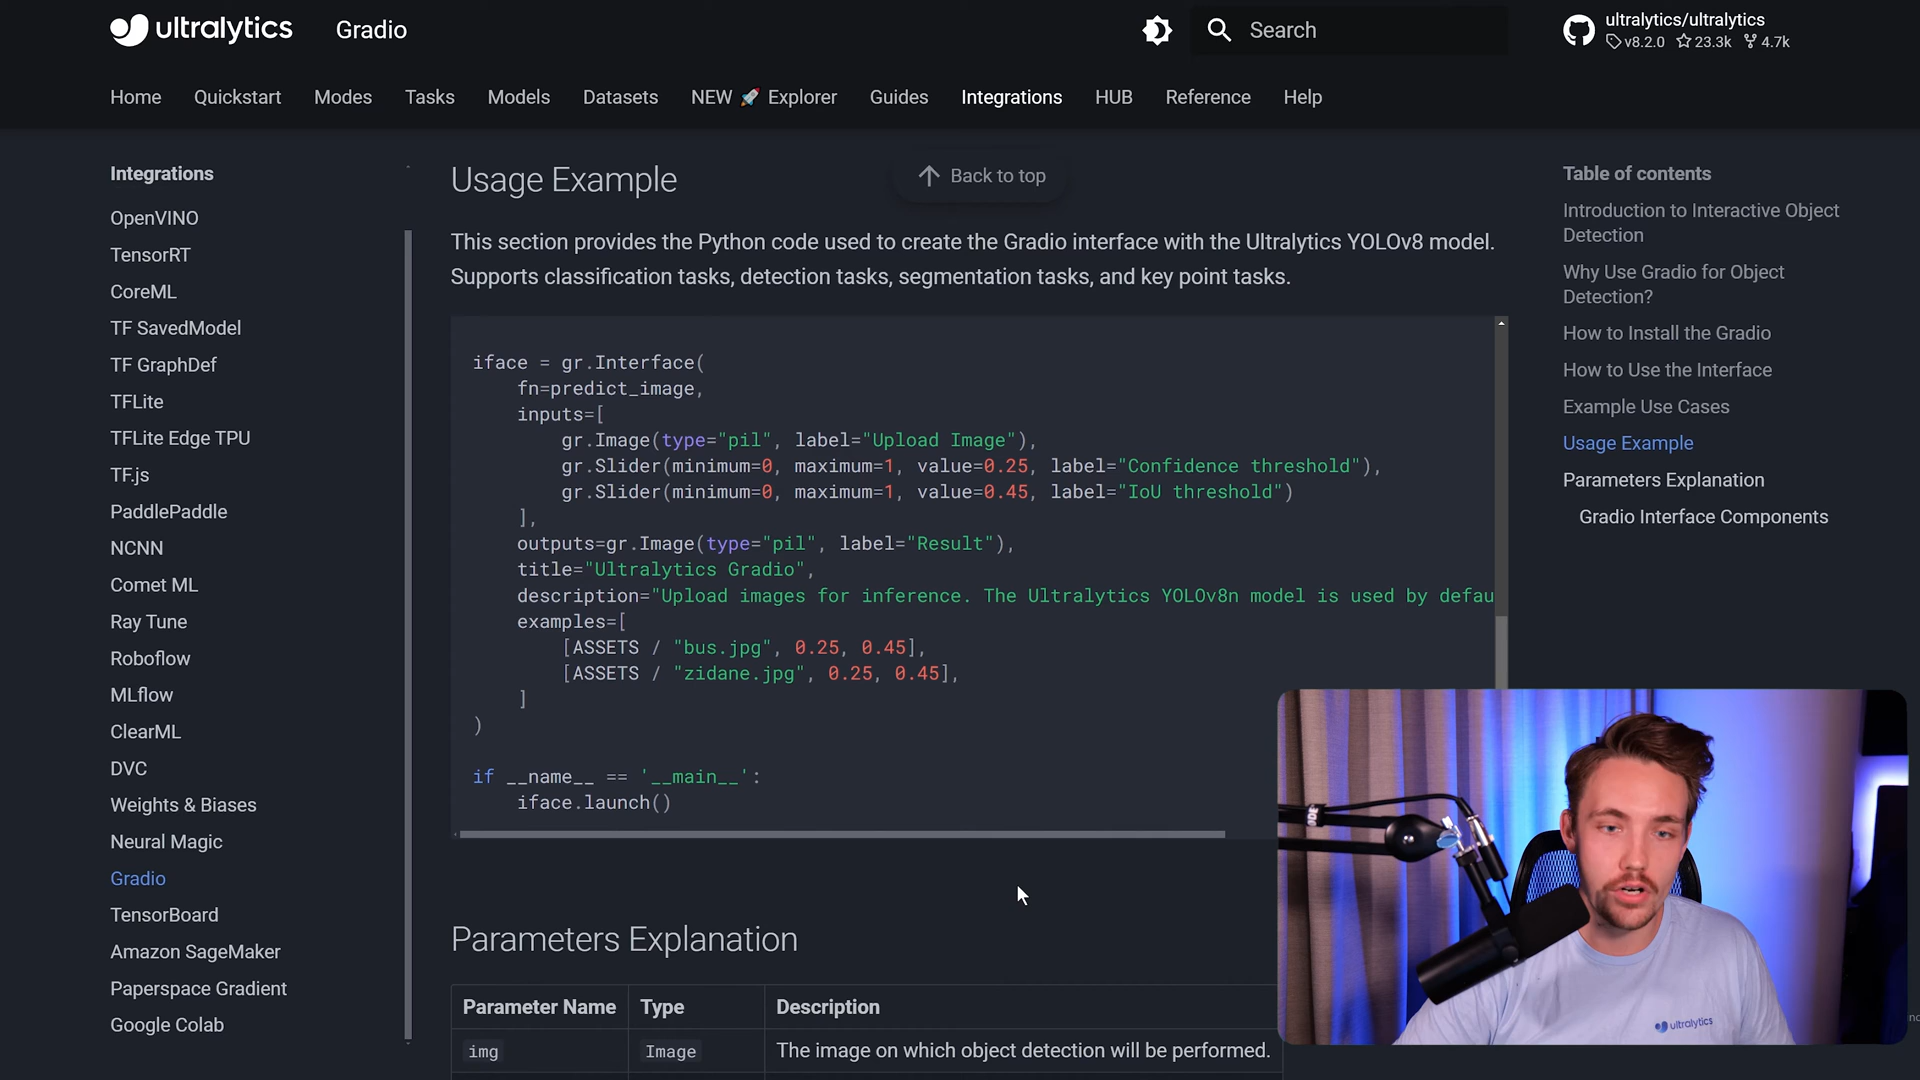 ultralytics
Gradio
Search
ultralytics/ultralytics
v8.2.0 23.3k 4.7k
Home Quickstart Modes Tasks Models Datasets NEW 🚀 Explorer Guides Integrations HUB Reference Help
Integrations
OpenVINO
TensorRT
CoreML
TF SavedModel
TF GraphDef
TFLite
TFLite Edge TPU
TF.js
PaddlePaddle
NCNN
Comet ML
Ray Tune
Roboflow
MLflow
ClearML
DVC
Weights & Biases
Neural Magic
Gradio
TensorBoard
Amazon SageMaker
Paperspace Gradient
Google Colab
Usage Example
Back to top
This section provides the Python code used to create the Gradio interface with the Ultralytics YOLOv8 model.
Supports classification tasks, detection tasks, segmentation tasks, and key point tasks.
iface = gr.Interface(
    fn=predict_image,
    inputs=[
        gr.Image(type="pil", label="Upload Image"),
        gr.Slider(minimum=0, maximum=1, value=0.25, label="Confidence threshold"),
        gr.Slider(minimum=0, maximum=1, value=0.45, label="IoU threshold")
    ],
    outputs=gr.Image(type="pil", label="Result"),
    title="Ultralytics Gradio",
    description="Upload images for inference. The Ultralytics YOLOv8n model is used by defau
    examples=[
        [ASSETS / "bus.jpg", 0.25, 0.45],
        [ASSETS / "zidane.jpg", 0.25, 0.45],
    ]
)
if __name__ == '__main__':
    iface.launch()
Parameters Explanation
Parameter Name Type Description
img Image The image on which object detection will be performed.
Table of contents
Introduction to Interactive Object
Detection
Why Use Gradio for Object
Detection?
How to Install the Gradio
How to Use the Interface
Example Use Cases
Usage Example
Parameters Explanation
Gradio Interface Components
ultralytics